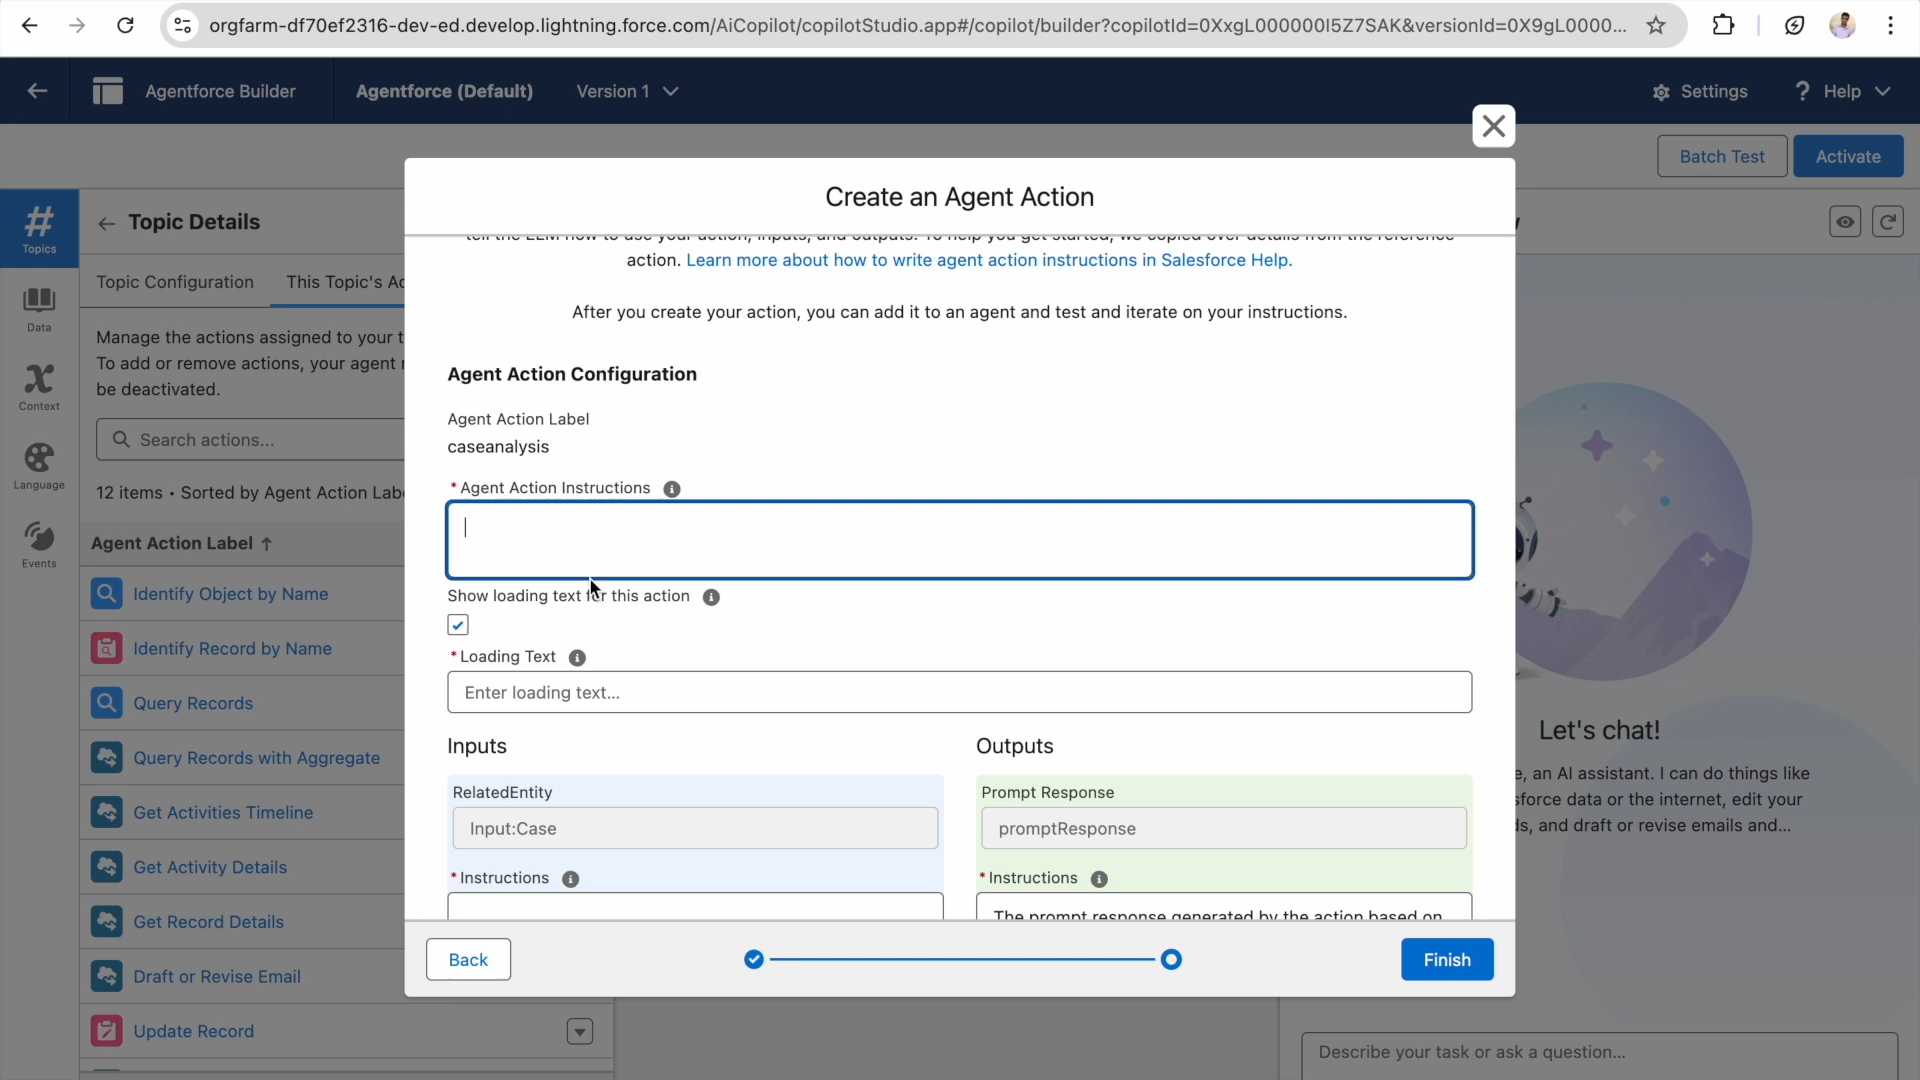 orgfarm-df70ef2316-dev-ed.develop.lightning.force.com/AiCopilot/copilotStudio.app#/copilot/builder?copilotId=0XxgL000000I5Z7SAK&versionId=0X9gL0000...
Agentforce Builder
Agentforce (Default)
Version 1
Settings
? Help
Batch Test
Activate
Topics
Data
Context
Language
Events
Topic Details
Topic Configuration
This Topic's Ac
Manage the actions assigned to your t
To add or remove actions, your agent
be deactivated.
Search actions...
12 items • Sorted by Agent Action Labe
Agent Action Label ↑
Identify Object by Name
Identify Record by Name
Query Records
Query Records with Aggregate
Get Activities Timeline
Get Activity Details
Get Record Details
Draft or Revise Email
Update Record
Create an Agent Action
tell the LLM how to use your action, inputs, and outputs. To help you get started, we copied over details from the reference
action. Learn more about how to write agent action instructions in Salesforce Help.
After you create your action, you can add it to an agent and test and iterate on your instructions.
Agent Action Configuration
Agent Action Label
caseanalysis
* Agent Action Instructions
Show loading text for this action
* Loading Text
Enter loading text...
Inputs
RelatedEntity
Input:Case
* Instructions
Outputs
Prompt Response
promptResponse
* Instructions
The prompt response generated by the action based on
Back
Finish
Let's chat!
e, an AI assistant. I can do things like
sforce data or the internet, edit your
ds, and draft or revise emails and...
Describe your task or ask a question...